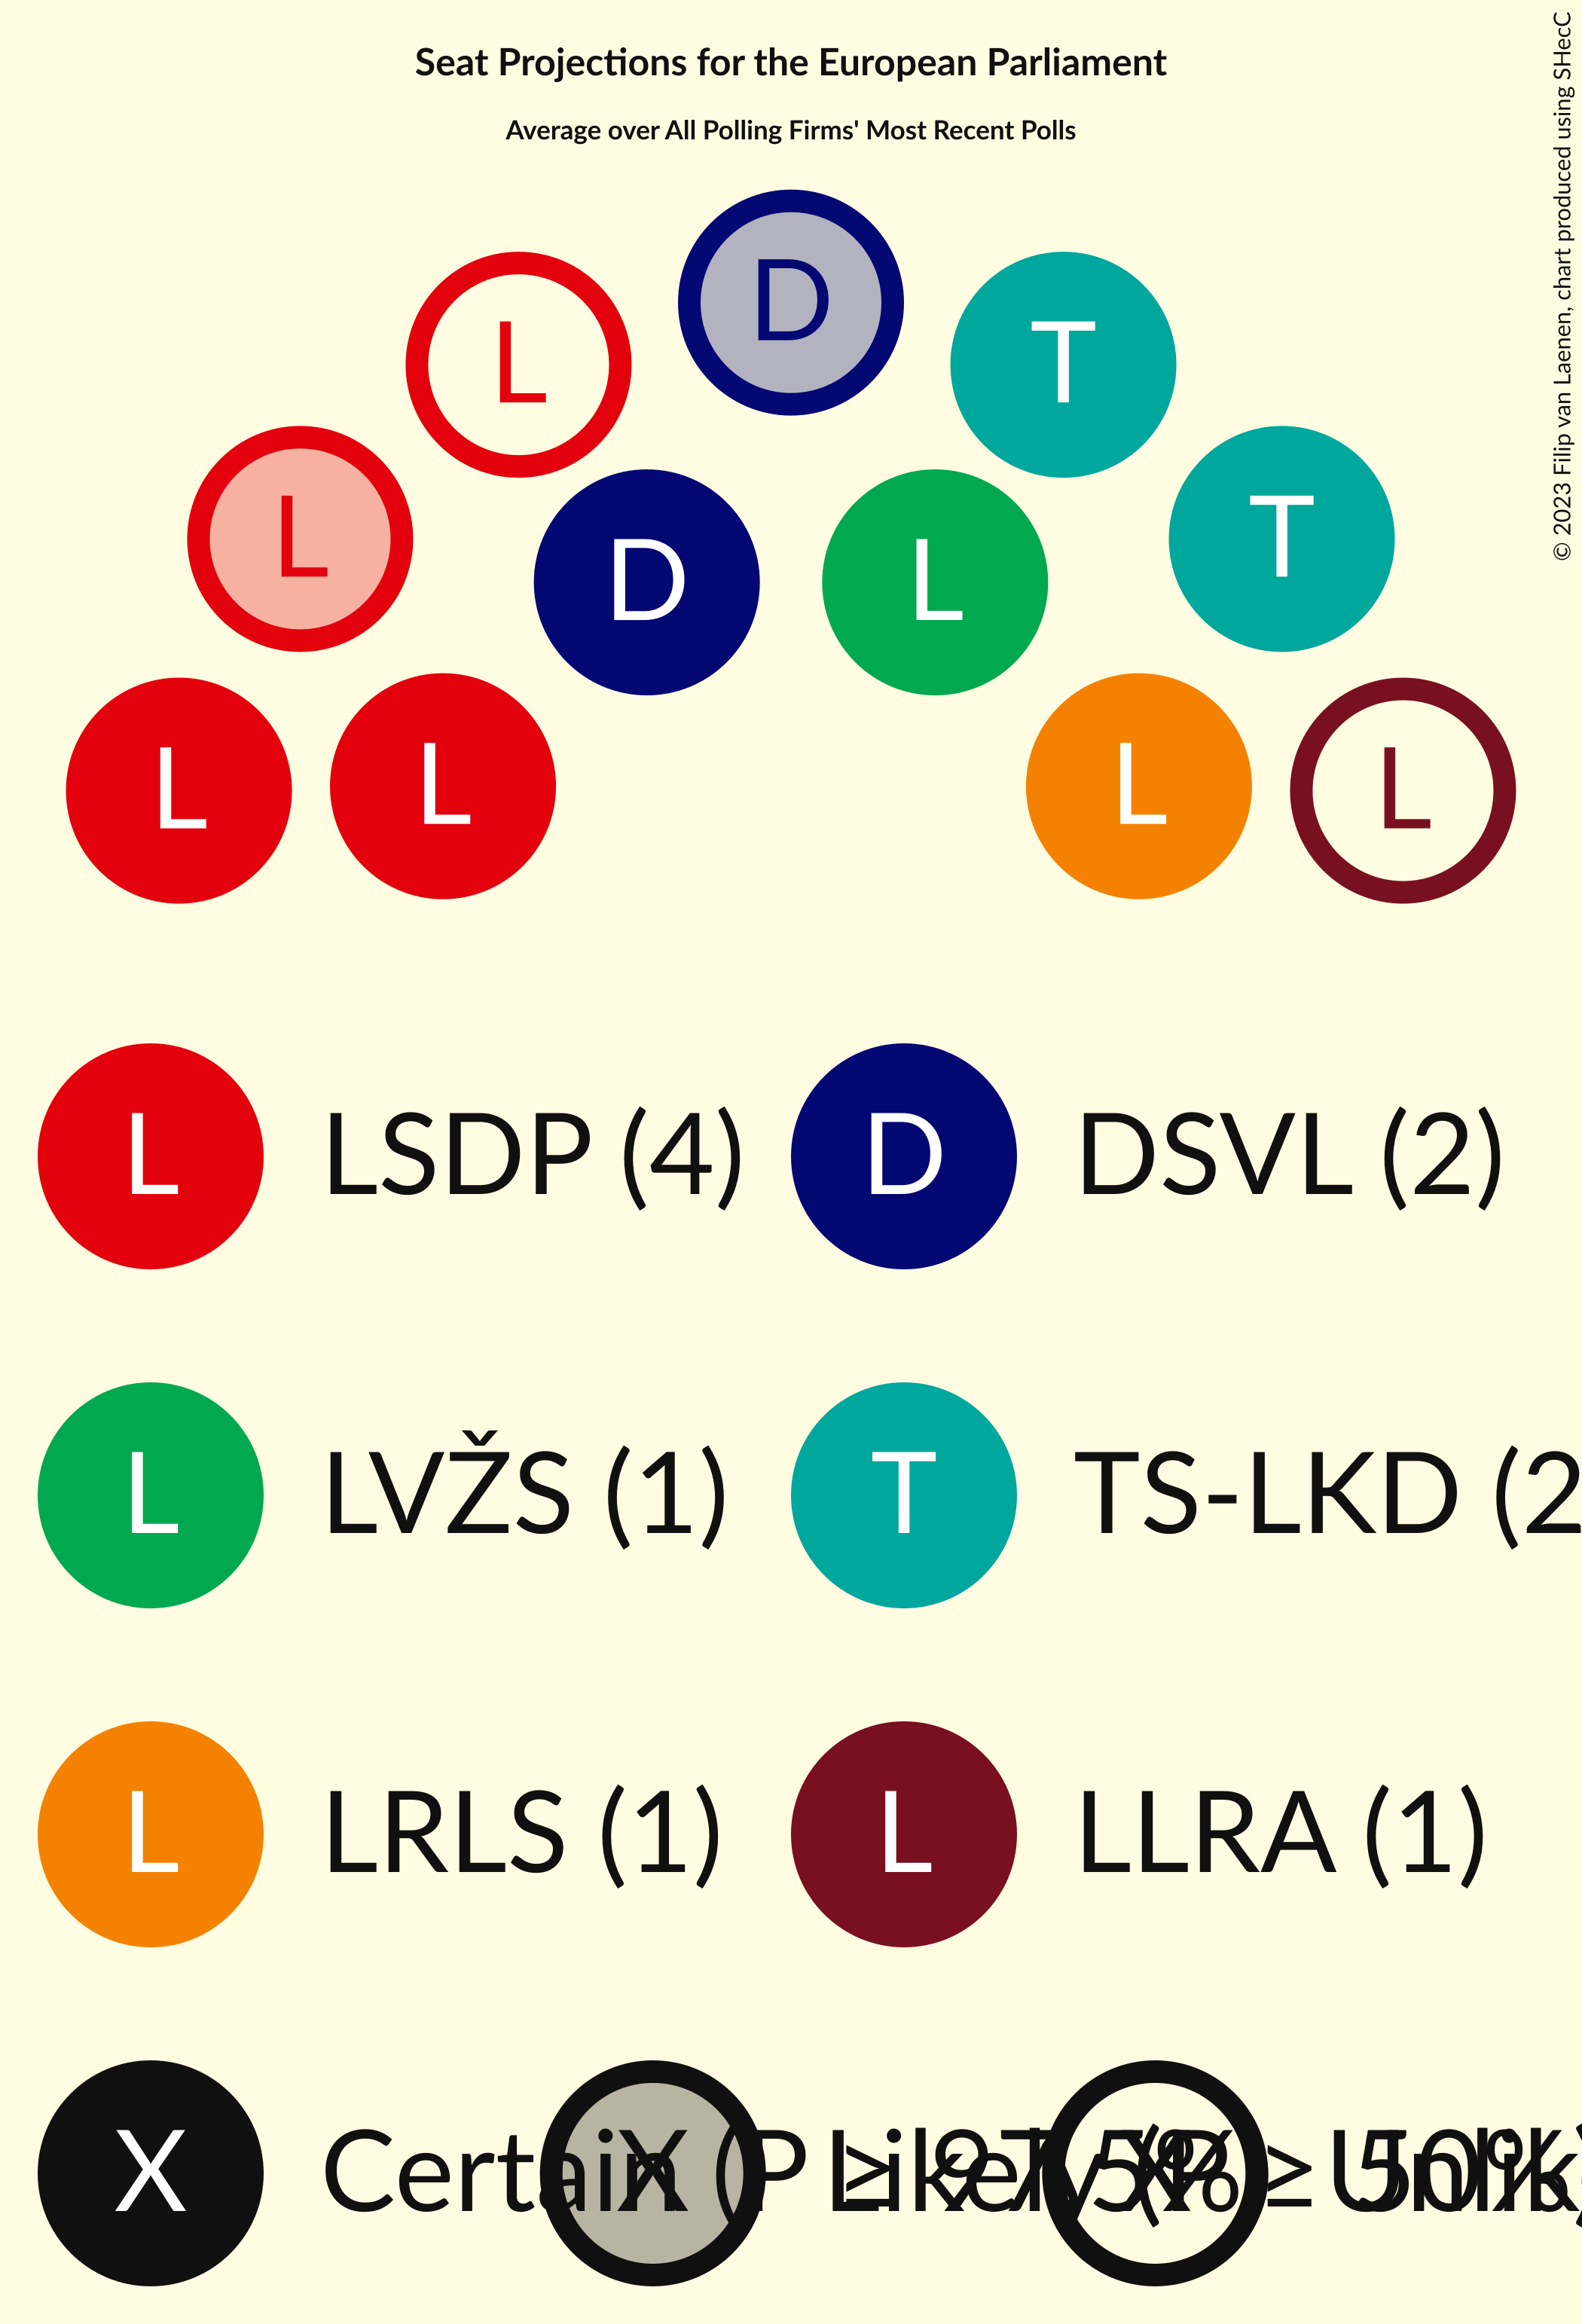 Seat Projections for the European Parliament
Average over All Polling Firms' Most Recent Polls
© 2023 Filip van Laenen, chart produced using SHecC
D
L
T
L
T
D
L
L
L
L
L
L
LSDP (4)
D
DSVL (2)
L
LVŽS (1)
T
TS-LKD (2
L
LRLS (1)
L
LLRA (1)
X
Certain (P ≥
X
Likely
X